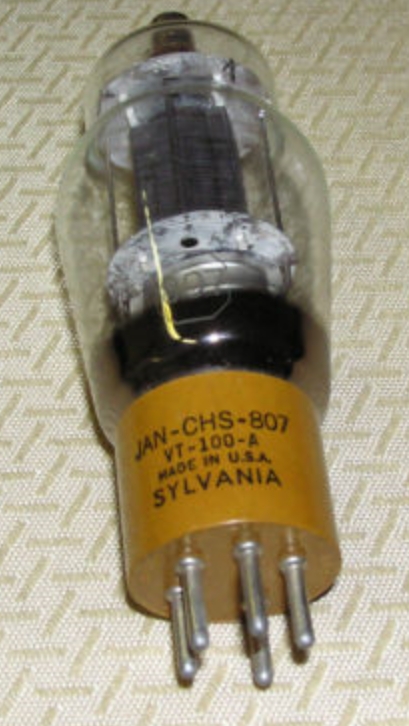 JAN-CHS-807
VT-100-A
MADE IN U.S.A.
SYLVANIA